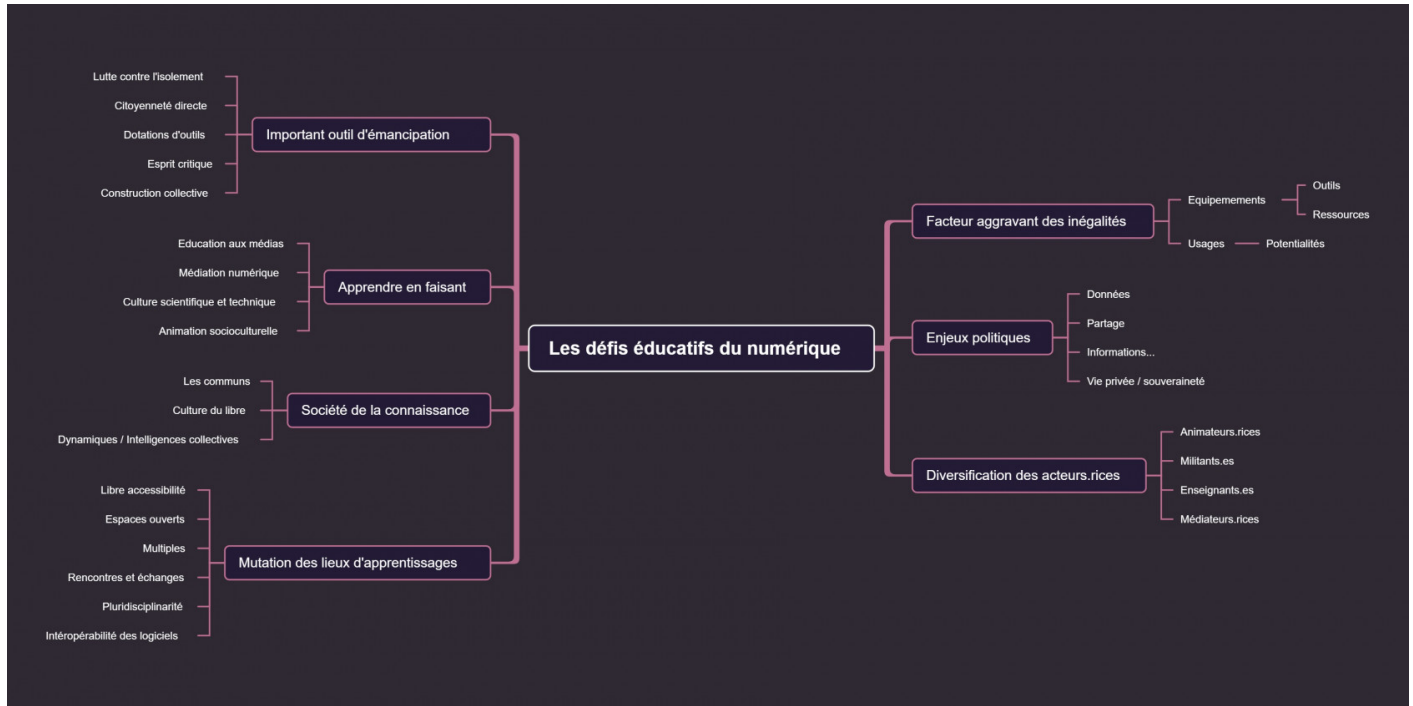 Les défis éducatifs du numérique
Important outil d'émancipation
Lutte contre l'isolement
Citoyenneté directe
Dotations d'outils
Esprit critique
Construction collective
Apprendre en faisant
Education aux médias
Médiation numérique
Culture scientifique et technique
Animation socioculturelle
Société de la connaissance
Les communs
Culture du libre
Dynamiques / Intelligences collectives
Mutation des lieux d'apprentissages
Libre accessibilité
Espaces ouverts
Multiples
Rencontres et échanges
Pluridisciplinarité
Intéropérabilité des logiciels
Facteur aggravant des inégalités
Equipemements
Outils
Ressources
Usages
Potentialités
Enjeux politiques
Données
Partage
Informations...
Vie privée / souveraineté
Diversification des acteurs.rices
Animateurs.rices
Militants.es
Enseignants.es
Médiateurs.rices